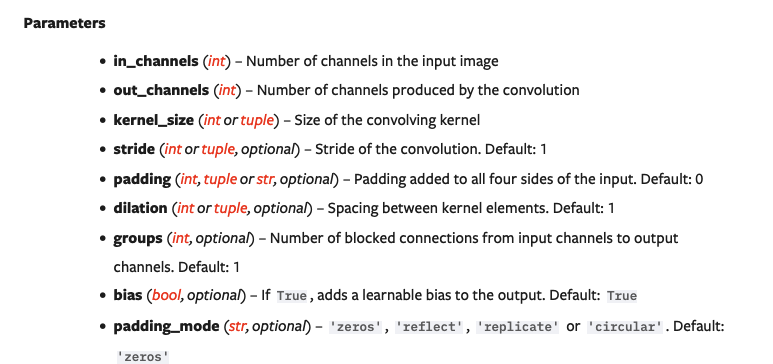 Parameters
• in_channels (int) – Number of channels in the input image
• out_channels (int) – Number of channels produced by the convolution
• kernel_size (int or tuple) – Size of the convolving kernel
• stride (int or tuple, optional) – Stride of the convolution. Default: 1
• padding (int, tuple or str, optional) – Padding added to all four sides of the input. Default: 0
• dilation (int or tuple, optional) – Spacing between kernel elements. Default: 1
• groups (int, optional) – Number of blocked connections from input channels to output
channels. Default: 1
• bias (bool, optional) – If True, adds a learnable bias to the output. Default: True
• padding_mode (str, optional) – 'zeros', 'reflect', 'replicate' or 'circular'. Default:
'zeros'